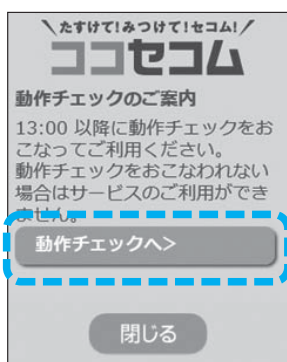 たすけて!みつけて!セコム!
ココセコム
動作チェックのご案内
13:00 以降に動作チェックをお
こなってご利用ください。
動作チェックをおこなわれない
場合はサービスのご利用ができ
ません。
動作チェックへ>
閉じる